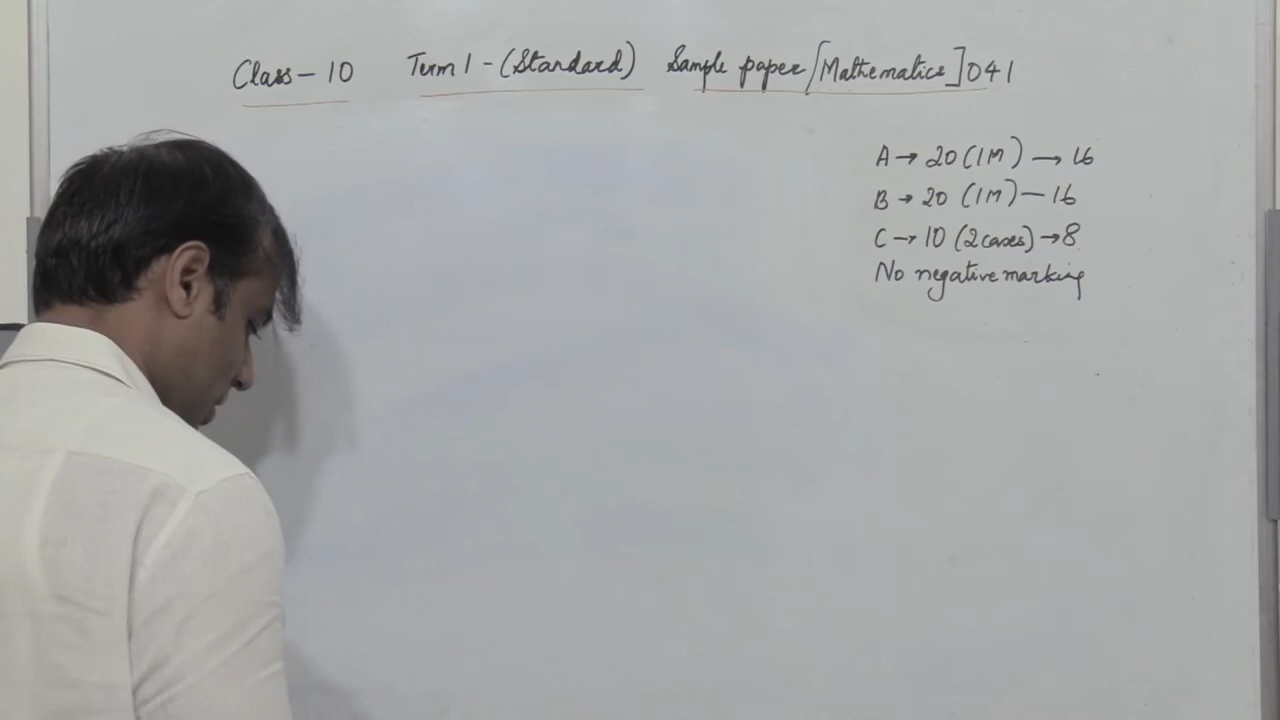 Class - 10 Term 1 - (Standard) Sample paper [Mathematics] 041
A → 20 (1M) → 16
B → 20 (1M) — 16
C → 10 (2 cases) → 8
No negative marking